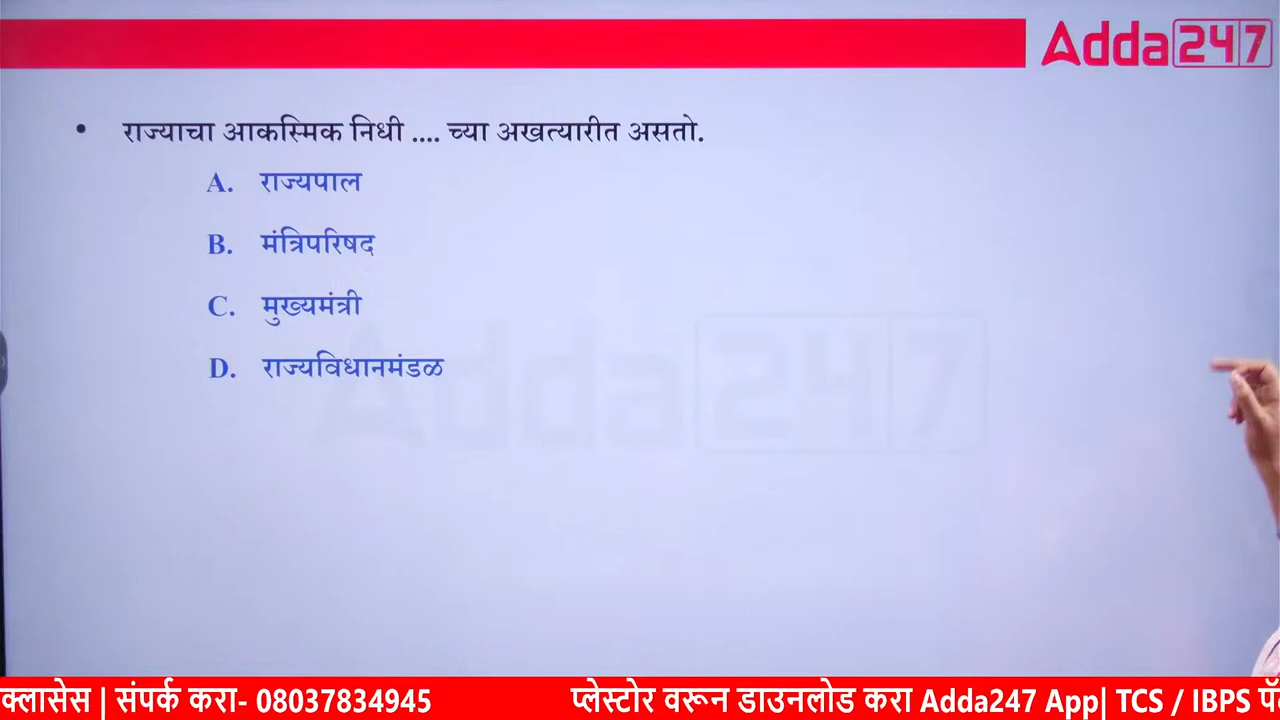 Adda247
• राज्याचा आकस्मिक निधी .... च्या अखत्यारीत असतो.
A. राज्यपाल
B. मंत्रिपरिषद
C. मुख्यमंत्री
D. राज्यविधानमंडळ
Adda247
क्लासेस | संपर्क करा- 08037834945 प्लेस्टोर वरून डाउनलोड करा Adda247 App| TCS / IBPS